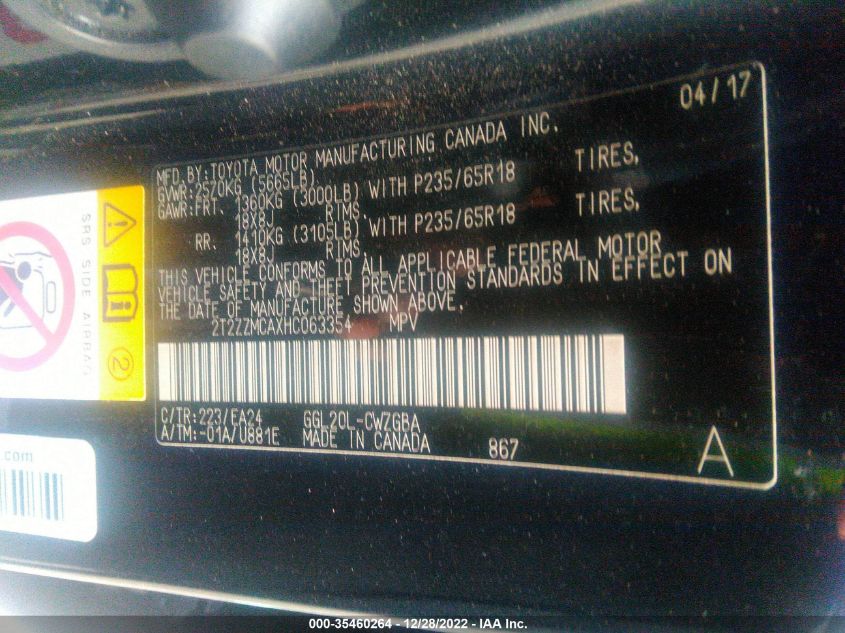 04/17
MFD.BY:TOYOTA MOTOR MANUFACTURING CANADA INC.
GVWR:2570KG (5665LB)
GAWR:FRT. 1360KG (3000LB) WITH P235/65R18 TIRES,
18X8J RIMS,
RR. 1410KG (3105LB) WITH P235/65R18 TIRES,
18X8J RIMS,
THIS VEHICLE CONFORMS TO ALL APPLICABLE FEDERAL MOTOR
VEHICLE SAFETY AND THEFT PREVENTION STANDARDS IN EFFECT ON
THE DATE OF MANUFACTURE SHOWN ABOVE.
2T2ZZMCAXHC063354 MPV
C/TR:223/EA24 GGL20L-CWZGBA
A/TM:-01A/U881E MADE IN CANADA 867
A
SRS SIDE AIRBAG
2
.com
000-35460264 - 12/28/2022 - IAA Inc.